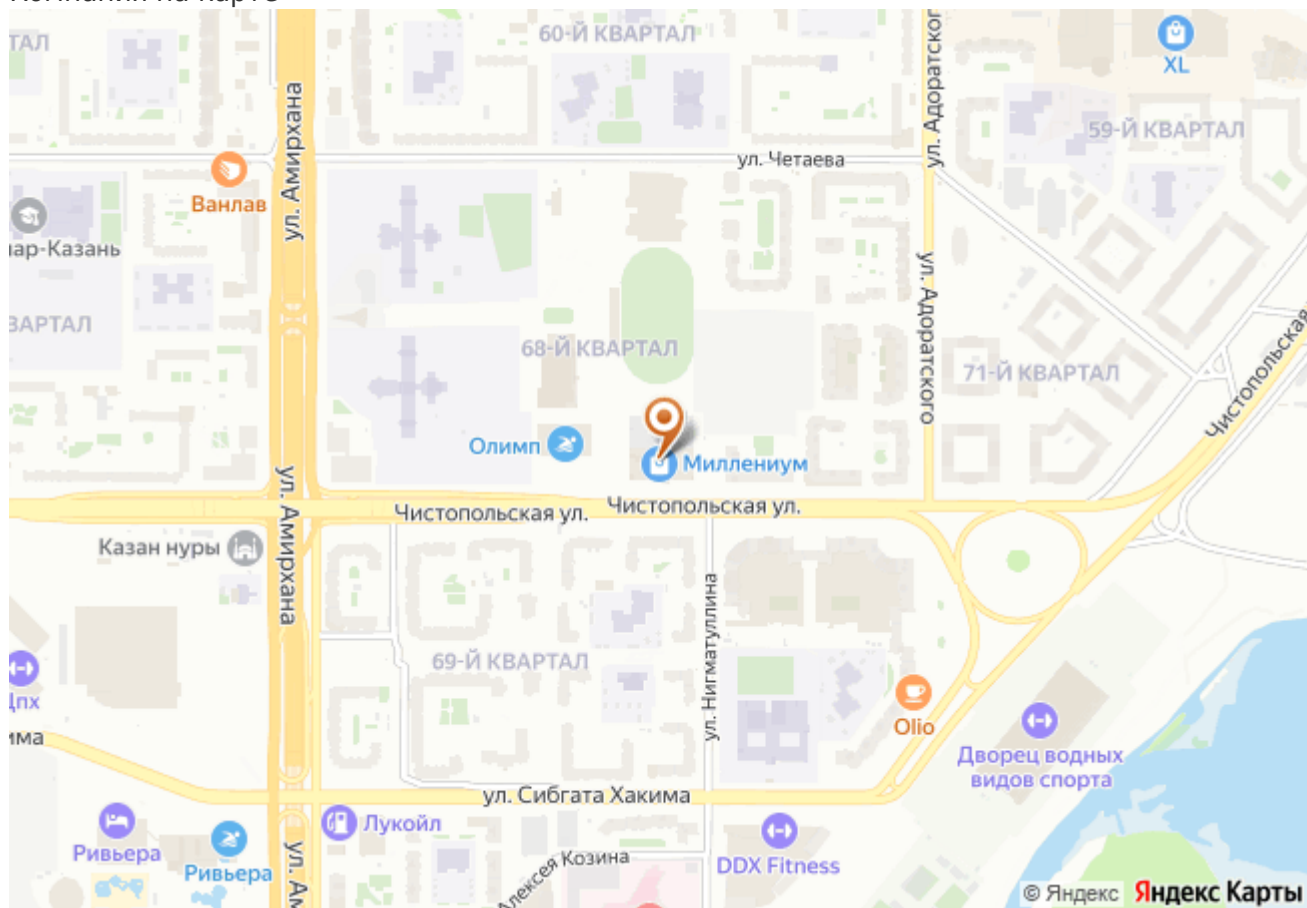 60-Й КВАРТАЛ
XL
ул. Адоратского
59-Й КВАРТАЛ
ул. Амирхана
ул. Четаева
Ванлав
ар-Казань
ВАРТАЛ
68-Й КВАРТАЛ
ул. Адоратского
71-Й КВАРТАЛ
Чистопольская
Олимп
Миллениум
ул. Амирхана
Чистопольская ул.
Чистопольская ул.
Казан нуры
69-Й КВАРТАЛ
ул. Нигматуллина
Olio
Дворец водных
видов спорта
ул. Сибгата Хакима
Лукойл
Ривьера
Ривьера
Алексея Козина
DDX Fitness
ул. Ам
© Яндекс Яндекс Карты